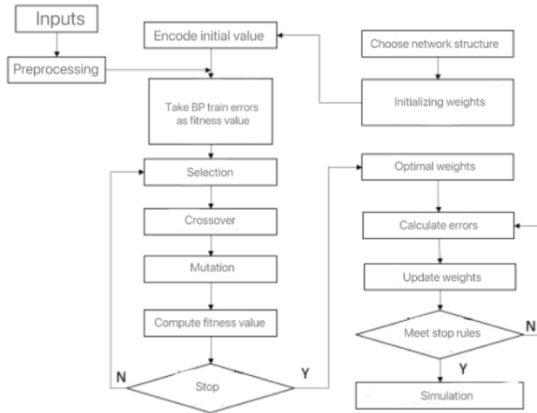 Inputs
Preprocessing
Encode initial value
Take BP train errors
as fitness value
Selection
Crossover
Mutation
Compute fitness value
Stop
N
Y
Choose network structure
Initializing weights
Optimal weights
Calculate errors
Update weights
Meet stop rules
N
Y
Simulation